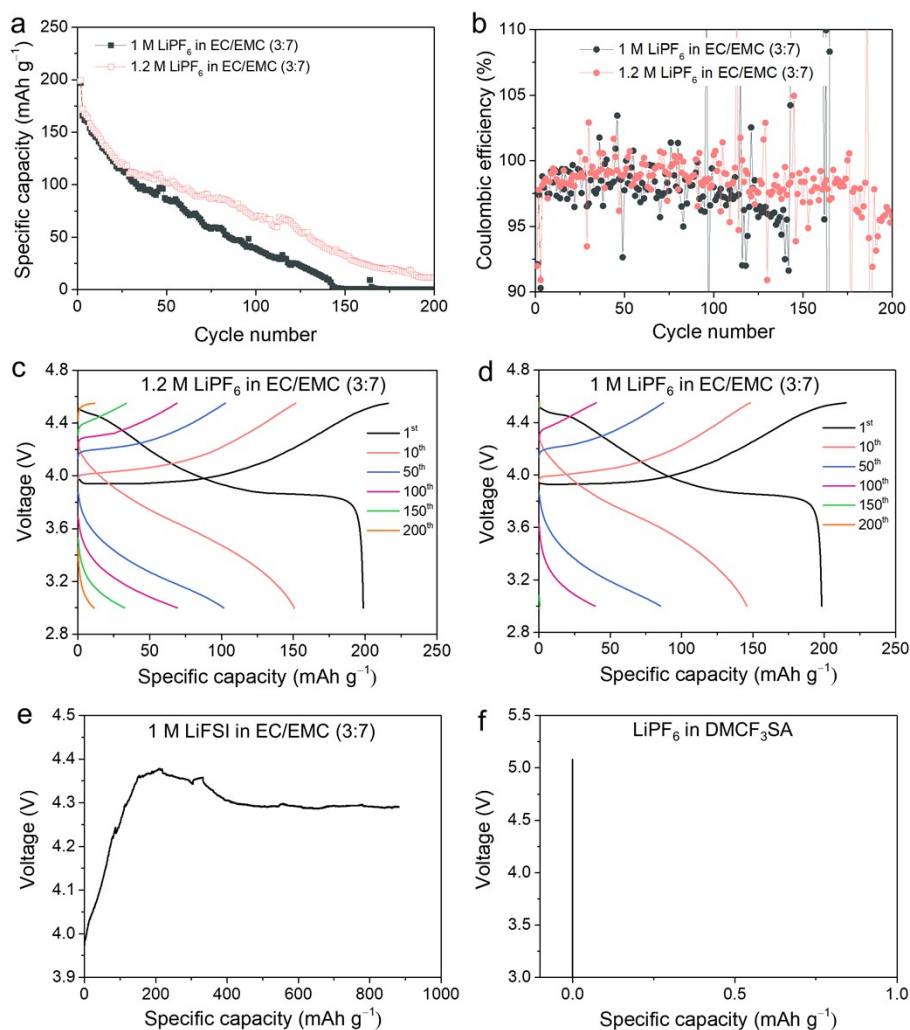 a
1 M LiPF6 in EC/EMC (3:7)
1.2 M LiPF6 in EC/EMC (3:7)
250
200
150
100
50
0
0 50 100 150 200
Specific capacity (mAh g−1)
Cycle number
b
1 M LiPF6 in EC/EMC (3:7)
1.2 M LiPF6 in EC/EMC (3:7)
110
105
100
95
90
0 50 100 150 200
Coulombic efficiency (%)
Cycle number
c
1.2 M LiPF6 in EC/EMC (3:7)
4.8
4.4
4.0
3.6
3.2
2.8
1st
10th
50th
100th
150th
200th
0 50 100 150 200 250
Voltage (V)
Specific capacity (mAh g−1)
d
1 M LiPF6 in EC/EMC (3:7)
4.8
4.4
4.0
3.6
3.2
2.8
1st
10th
50th
100th
150th
200th
0 50 100 150 200 250
Voltage (V)
Specific capacity (mAh g−1)
e
1 M LiFSI in EC/EMC (3:7)
4.5
4.4
4.3
4.2
4.1
4.0
3.9
0 200 400 600 800 1000
Voltage (V)
Specific capacity (mAh g−1)
f
LiPF6 in DMCF3SA
5.5
5.0
4.5
4.0
3.5
3.0
0.0 0.5 1.0
Voltage (V)
Specific capacity (mAh g−1)